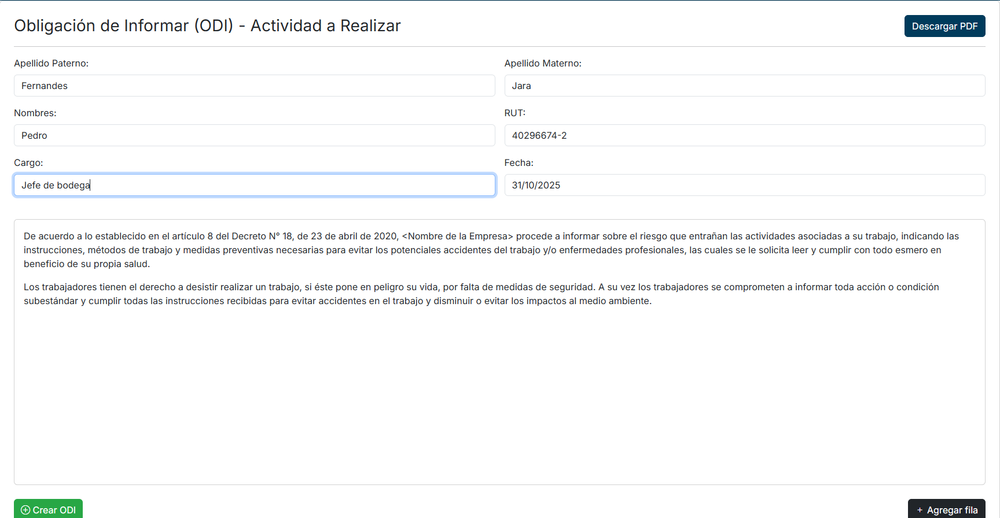 Obligación de Informar (ODI) - Actividad a Realizar
Descargar PDF
Apellido Paterno:
Apellido Materno:
Fernandes
Jara
Nombres:
RUT:
Pedro
40296674-2
Cargo:
Fecha:
Jefe de bodega
31/10/2025
De acuerdo a lo establecido en el artículo 8 del Decreto N° 18, de 23 de abril de 2020, <Nombre de la Empresa> procede a informar sobre el riesgo que entrañan las actividades asociadas a su trabajo, indicando las
instrucciones, métodos de trabajo y medidas preventivas necesarias para evitar los potenciales accidentes del trabajo y/o enfermedades profesionales, las cuales se le solicita leer y cumplir con todo esmero en
beneficio de su propia salud.
Los trabajadores tienen el derecho a desistir realizar un trabajo, si éste pone en peligro su vida, por falta de medidas de seguridad. A su vez los trabajadores se comprometen a informar toda acción o condición
subestándar y cumplir todas las instrucciones recibidas para evitar accidentes en el trabajo y disminuir o evitar los impactos al medio ambiente.
Crear ODI
+ Agregar fila